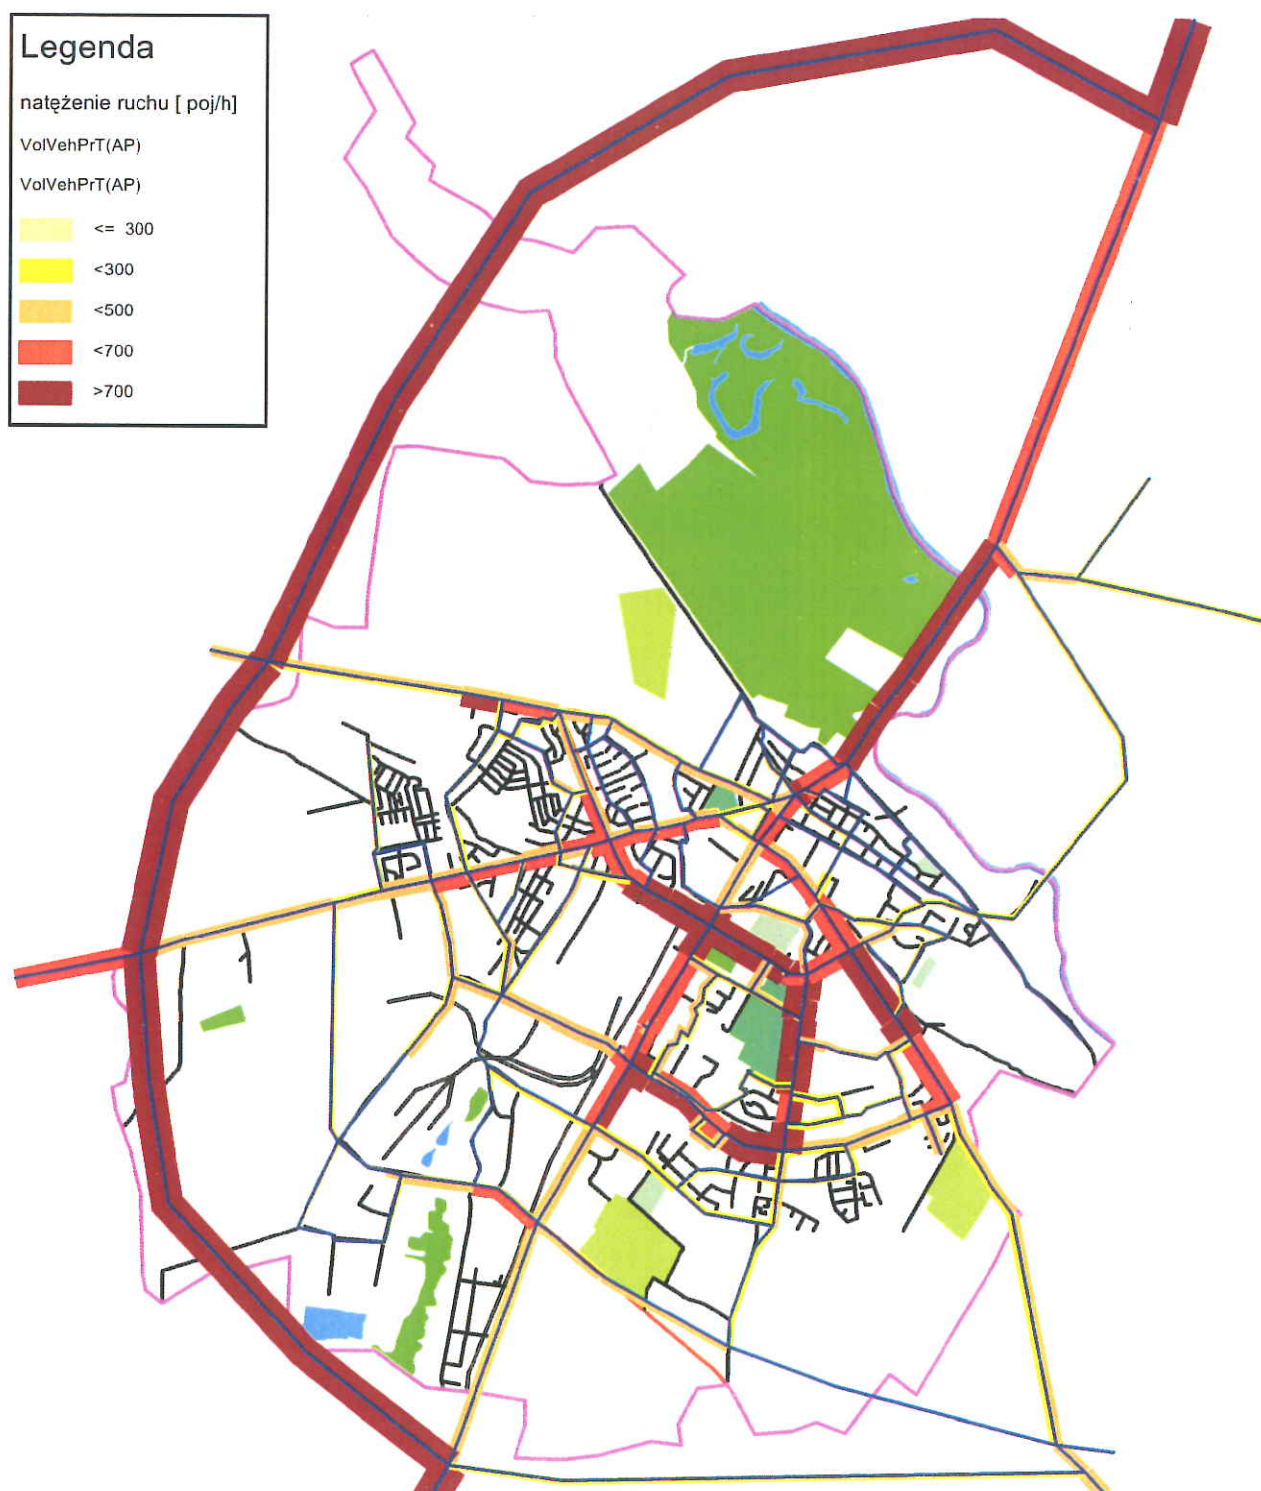 Legenda
natężenie ruchu [ poj/h]
VolVehPrT(AP)
VolVehPrT(AP)
<= 300
<300
<500
<700
>700